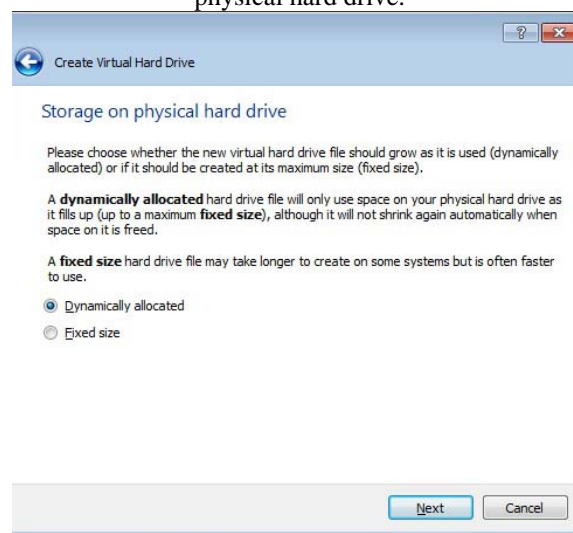 physical hard drive.
Create Virtual Hard Drive
Storage on physical hard drive
Please choose whether the new virtual hard drive file should grow as it is used (dynamically
allocated) or if it should be created at its maximum size (fixed size).
A dynamically allocated hard drive file will only use space on your physical hard drive as
it fills up (up to a maximum fixed size), although it will not shrink again automatically when
space on it is freed.
A fixed size hard drive file may take longer to create on some systems but is often faster
to use.
Dynamically allocated
Fixed size
Next
Cancel